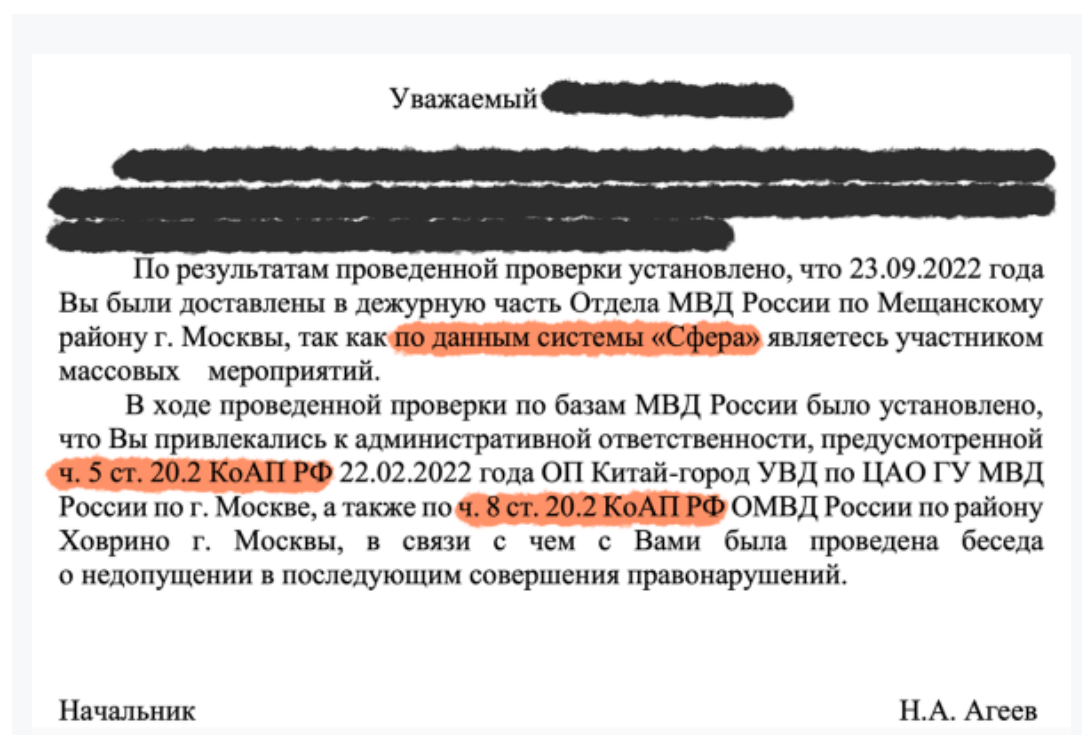 Уважаемый
По результатам проведенной проверки установлено, что 23.09.2022 года
Вы были доставлены в дежурную часть Отдела МВД России по Мещанскому
району г. Москвы, так как по данным системы «Сфера» являетесь участником
массовых мероприятий.
В ходе проведенной проверки по базам МВД России было установлено,
что Вы привлекались к административной ответственности, предусмотренной
ч. 5 ст. 20.2 КоАП РФ 22.02.2022 года ОП Китай-город УВД по ЦАО ГУ МВД
России по г. Москве, а также по ч. 8 ст. 20.2 КоАП РФ ОМВД России по району
Ховрино г. Москвы, в связи с чем с Вами была проведена беседа
о недопущении в последующим совершения правонарушений.
Начальник Н.А. Агеев